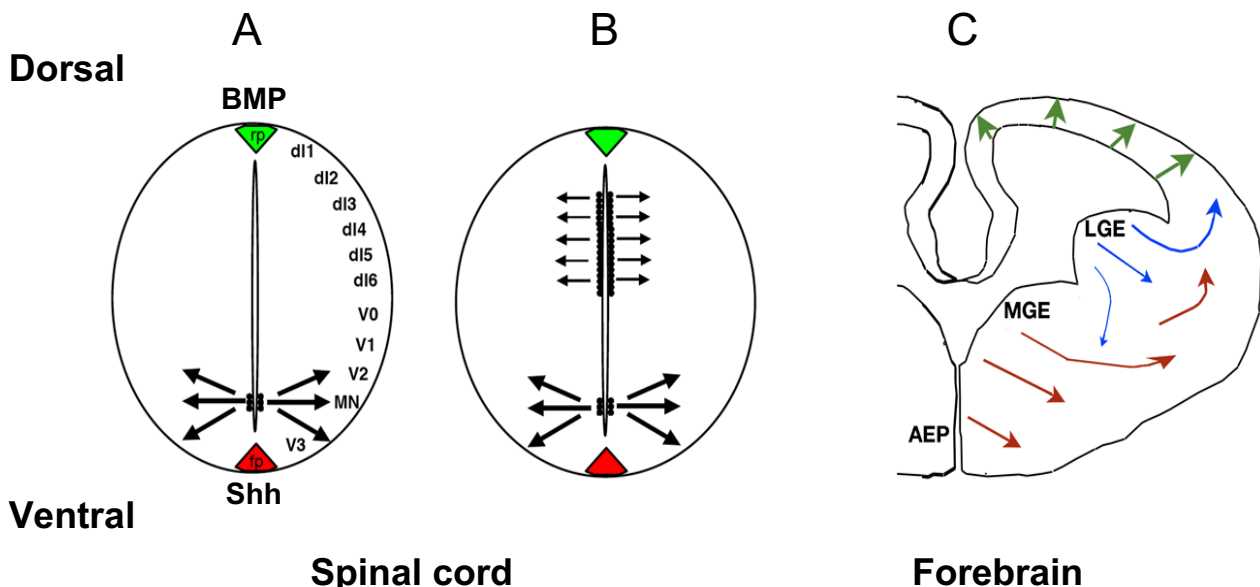 A B C
Dorsal
BMP
rp
dI1
dI2
dI3
dI4
dI5
dI6
V0
V1
V2
MN
V3
fp
Shh
LGE
MGE
AEP
Ventral
Spinal cord Forebrain